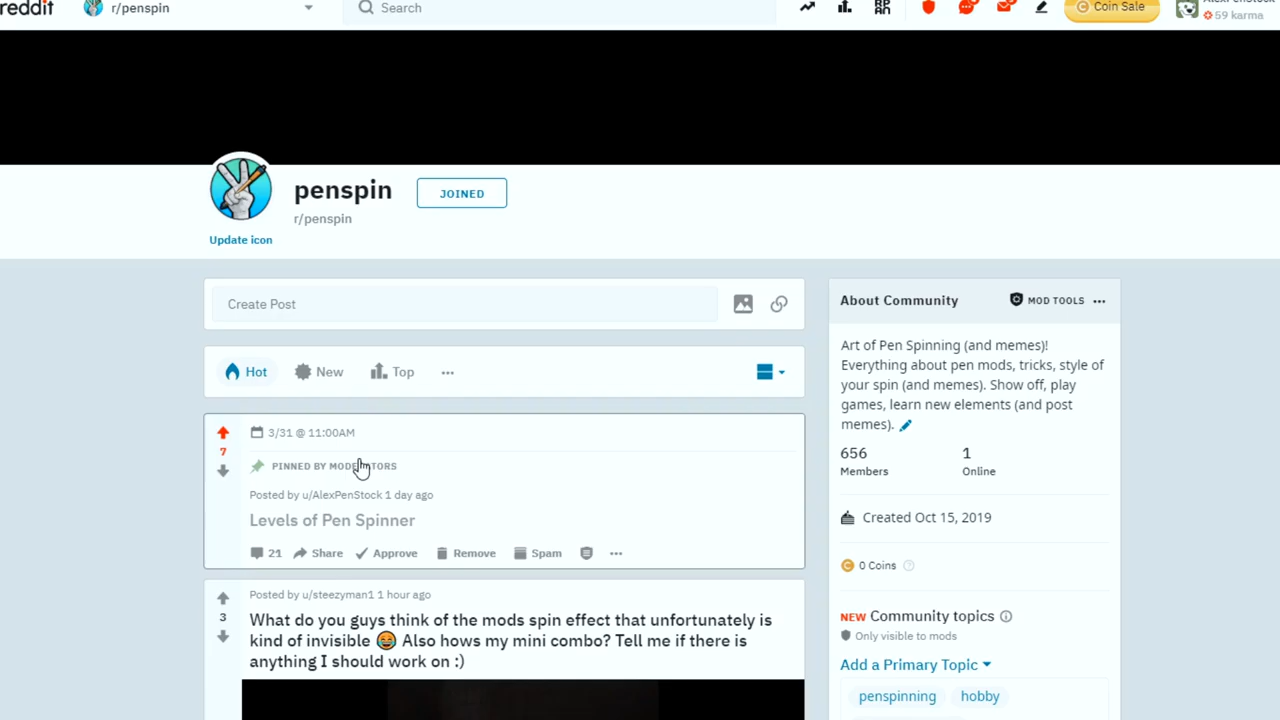 reddit
r/penspin
Search
Coin Sale
AlexPenStock
59 karma
penspin
JOINED
r/penspin
Update icon
Create Post
Hot
New
Top
3/31 @ 11:00AM
PINNED BY MODERATORS
Posted by u/AlexPenStock 1 day ago
7
Levels of Pen Spinner
21
Share
Approve
Remove
Spam
Posted by u/steezyman1 1 hour ago
3
What do you guys think of the mods spin effect that unfortunately is
kind of invisible 😂 Also hows my mini combo? Tell me if there is
anything I should work on :)
About Community
MOD TOOLS
Art of Pen Spinning (and memes)!
Everything about pen mods, tricks, style of
your spin (and memes). Show off, play
games, learn new elements (and post
memes).
656
1
Members
Online
Created Oct 15, 2019
0 Coins
NEW Community topics
Only visible to mods
Add a Primary Topic
penspinning
hobby